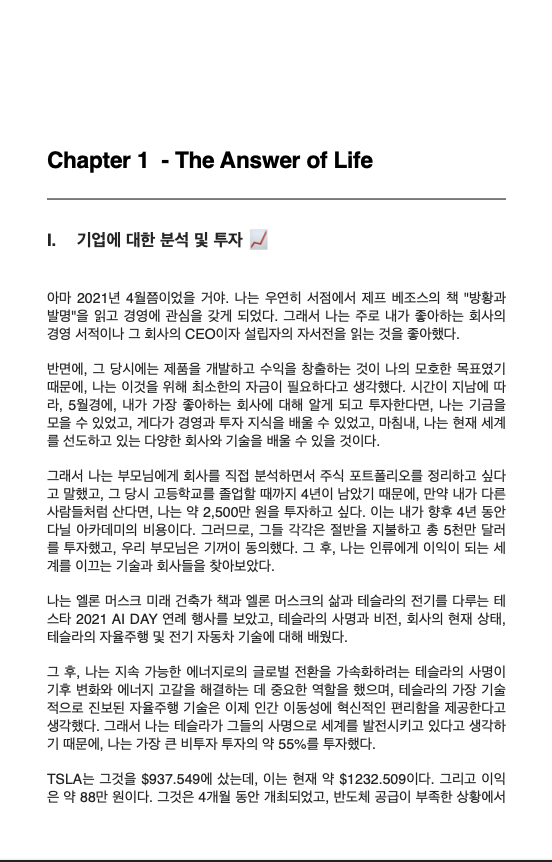 Chapter 1 - The Answer of Life
I. 기업에 대한 분석 및 투자 📈
아마 2021년 4월쯤이었을 거야. 나는 우연히 서점에서 제프 베조스의 책 "방황과
발명"을 읽고 경영에 관심을 갖게 되었다. 그래서 나는 주로 내가 좋아하는 회사의
경영 서적이나 그 회사의 CEO이자 설립자의 자서전을 읽는 것을 좋아했다.
반면에, 그 당시에는 제품을 개발하고 수익을 창출하는 것이 나의 모호한 목표였기
때문에, 나는 이것을 위해 최소한의 자금이 필요하다고 생각했다. 시간이 지남에 따
라, 5월경에, 내가 가장 좋아하는 회사에 대해 알게 되고 투자한다면, 나는 기금을
모을 수 있었고, 게다가 경영과 투자 지식을 배울 수 있었고, 마침내, 나는 현재 세계
를 선도하고 있는 다양한 회사와 기술을 배울 수 있을 것이다.
그래서 나는 부모님에게 회사를 직접 분석하면서 주식 포트폴리오를 정리하고 싶다
고 말했고, 그 당시 고등학교를 졸업할 때까지 4년이 남았기 때문에, 만약 내가 다른
사람들처럼 산다면, 나는 약 2,500만 원을 투자하고 싶다. 이는 내가 향후 4년 동안
다닐 아카데미의 비용이다. 그러므로, 그들 각각은 절반을 지불하고 총 5천만 달러
를 투자했고, 우리 부모님은 기꺼이 동의했다. 그 후, 나는 인류에게 이익이 되는 세
계를 이끄는 기술과 회사들을 찾아보았다.
나는 엘론 머스크 미래 건축가 책과 엘론 머스크의 삶과 테슬라의 전기를 다루는 테
스타 2021 AI DAY 연례 행사를 보았고, 테슬라의 사명과 비전, 회사의 현재 상태,
테슬라의 자율주행 및 전기 자동차 기술에 대해 배웠다.
그 후, 나는 지속 가능한 에너지로의 글로벌 전환을 가속화하려는 테슬라의 사명이
기후 변화와 에너지 고갈을 해결하는 데 중요한 역할을 했으며, 테슬라의 가장 기술
적으로 진보된 자율주행 기술은 이제 인간 이동성에 혁신적인 편리함을 제공한다고
생각했다. 그래서 나는 테슬라가 그들의 사명으로 세계를 발전시키고 있다고 생각하
기 때문에, 나는 가장 큰 비투자 투자의 약 55%를 투자했다.
TSLA는 그것을 $937.549에 샀는데, 이는 현재 약 $1232.509이다. 그리고 이익
은 약 88만 원이다. 그것은 4개월 동안 개최되었고, 반도체 공급이 부족한 상황에서